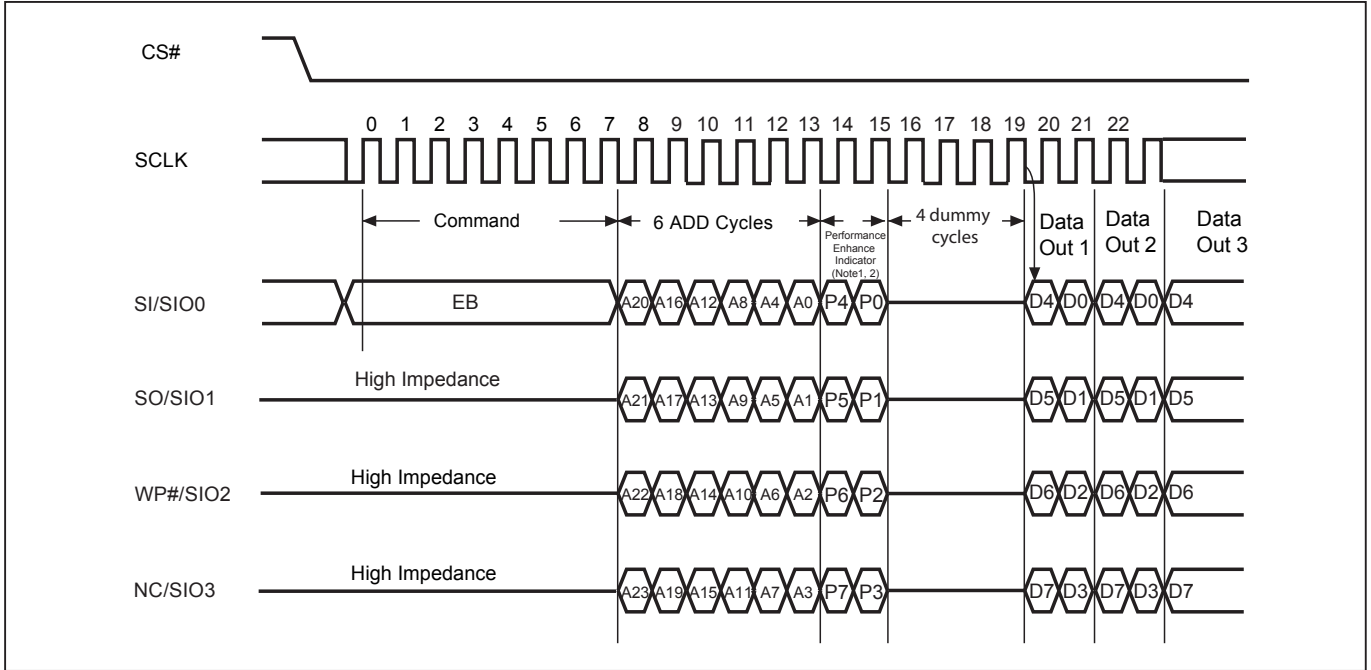 CS#
0 1 2 3 4 5 6 7 8 9 10 11 12 13 14 15 16 17 18 19 20 21 22
SCLK
Command
6 ADD Cycles
Performance
Enhance
Indicator
(Note1, 2)
4 dummy
cycles
Data
Out 1
Data
Out 2
Data
Out 3
SI/SIO0
EB
A20 A16 A12 A8 A4 A0 P4 P0
D4 D0 D4 D0 D4
High Impedance
SO/SIO1
A21 A17 A13 A9 A5 A1 P5 P1
D5 D1 D5 D1 D5
High Impedance
WP#/SIO2
A22 A18 A14 A10 A6 A2 P6 P2
D6 D2 D6 D2 D6
High Impedance
NC/SIO3
A23 A19 A15 A11 A7 A3 P7 P3
D7 D3 D7 D3 D7